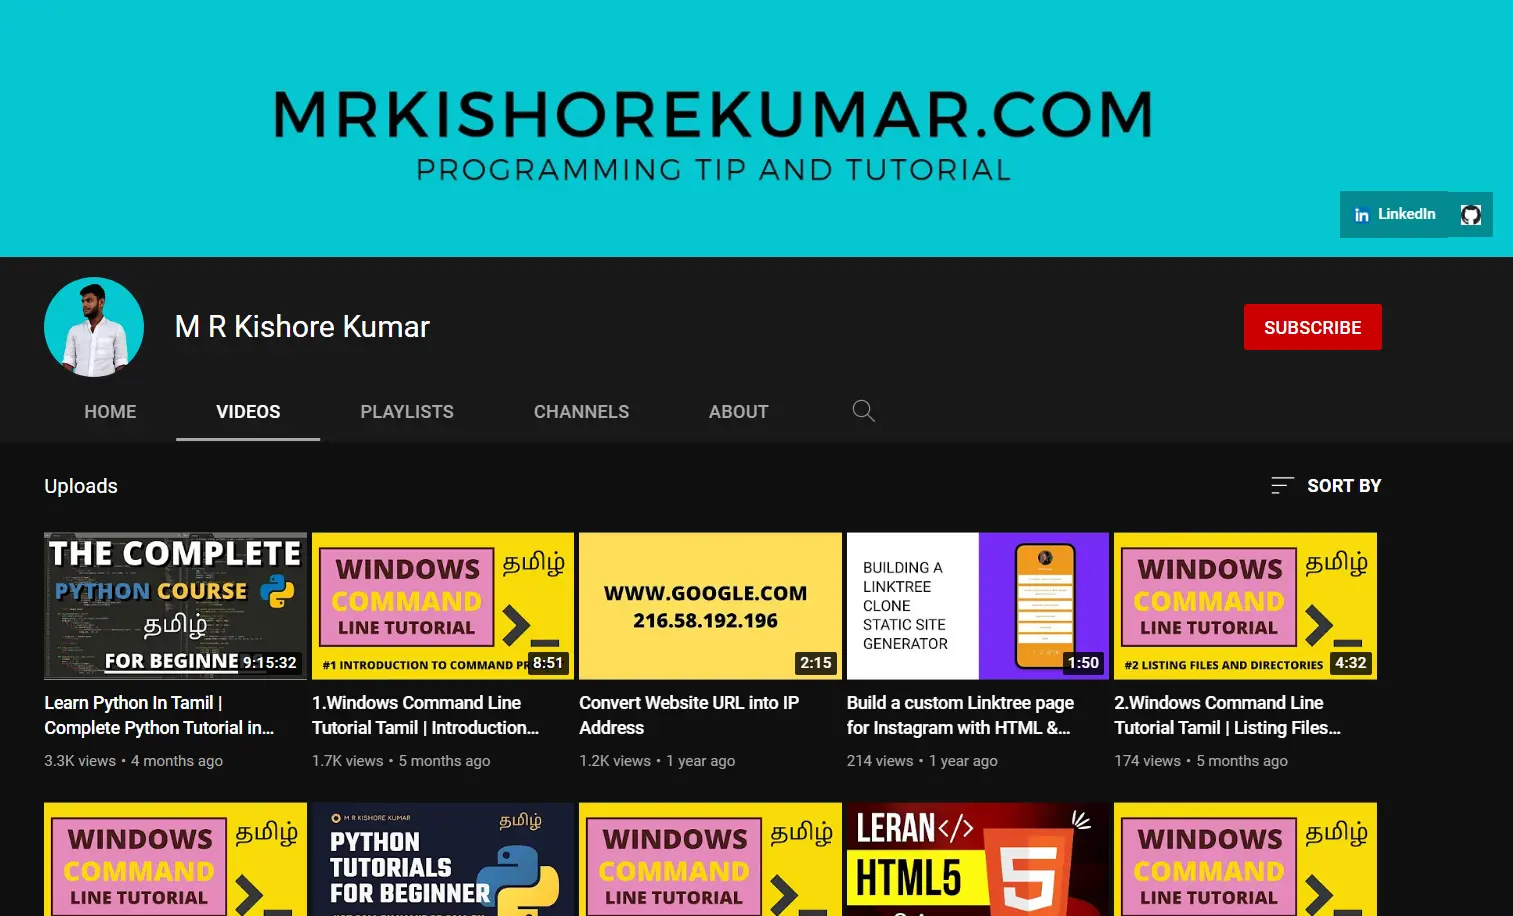 MRKISHOREKUMAR.COM
PROGRAMMING TIP AND TUTORIAL
in LinkedIn
M R Kishore Kumar
SUBSCRIBE
HOME
VIDEOS
PLAYLISTS
CHANNELS
ABOUT
Uploads
SORT BY
THE COMPLETE
PYTHON COURSE
தமிழ்
FOR BEGINNE
9:15:32
Learn Python In Tamil |
Complete Python Tutorial in...
3.3K views • 4 months ago
WINDOWS
COMMAND
LINE TUTORIAL
தமிழ்
#1 INTRODUCTION TO COMMAND PR
8:51
1.Windows Command Line
Tutorial Tamil | Introduction...
1.7K views • 5 months ago
WWW.GOOGLE.COM
216.58.192.196
2:15
Convert Website URL into IP
Address
1.2K views • 1 year ago
BUILDING A
LINKTREE
CLONE
STATIC SITE
GENERATOR
1:50
Build a custom Linktree page
for Instagram with HTML &...
214 views • 1 year ago
WINDOWS
COMMAND
LINE TUTORIAL
தமிழ்
#2 LISTING FILES AND DIRECTORIES
4:32
2.Windows Command Line
Tutorial Tamil | Listing Files...
174 views • 5 months ago
WINDOWS
COMMAND
LINE TUTORIAL
தமிழ்
M R KISHORE KUMAR
தமிழ்
PYTHON
TUTORIALS
FOR BEGINNER
WINDOWS
COMMAND
LINE TUTORIAL
தமிழ்
LERAN</>
HTML5
5
WINDOWS
COMMAND
LINE TUTORIAL
தமிழ்